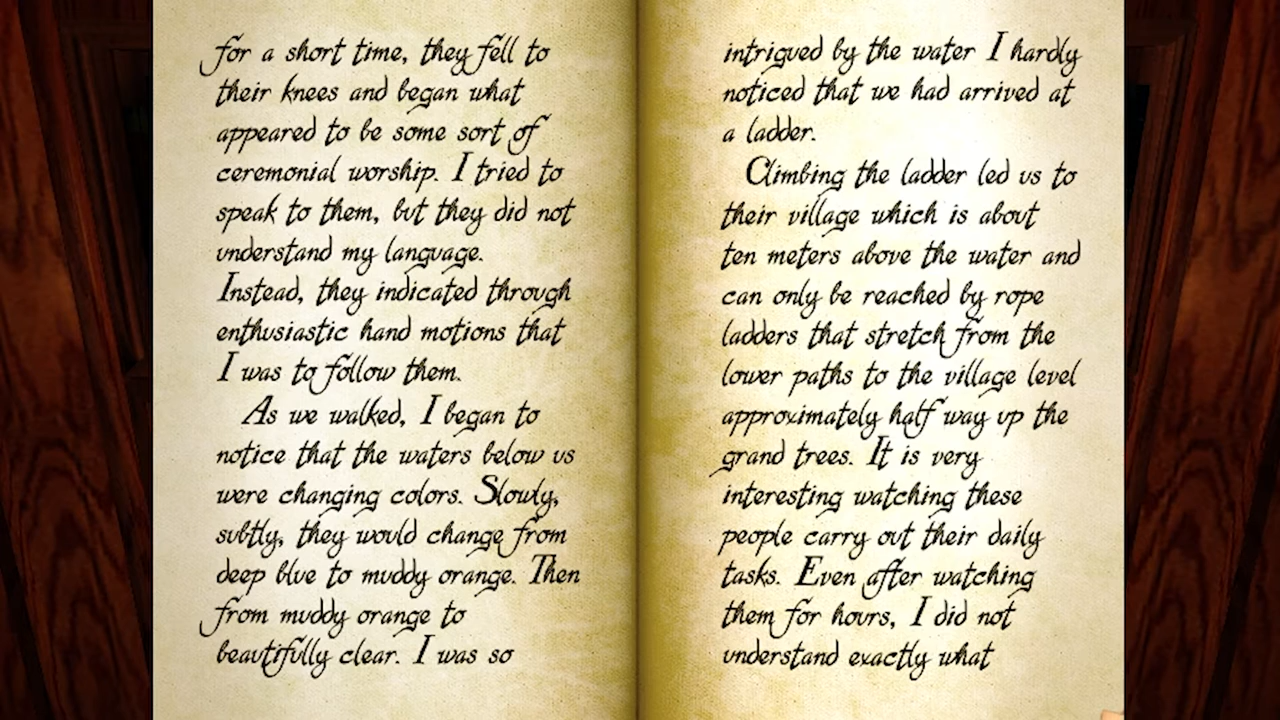 for a short time, they fell to
their knees and began what
appeared to be some sort of
ceremonial worship. I tried to
speak to them, but they did not
understand my language.
Instead, they indicated through
enthusiastic hand motions that
I was to follow them.
As we walked, I began to
notice that the waters below us
were changing colors. Slowly,
subtly, they would change from
deep blue to muddy orange. Then
from muddy orange to
beautifully clear. I was so
intrigued by the water I hardly
noticed that we had arrived at
a ladder.
Climbing the ladder led us to
their village which is about
ten meters above the water and
can only be reached by rope
ladders that stretch from the
lower paths to the village level
approximately half way up the
grand trees. It is very
interesting watching these
people carry out their daily
tasks. Even after watching
them for hours, I did not
understand exactly what